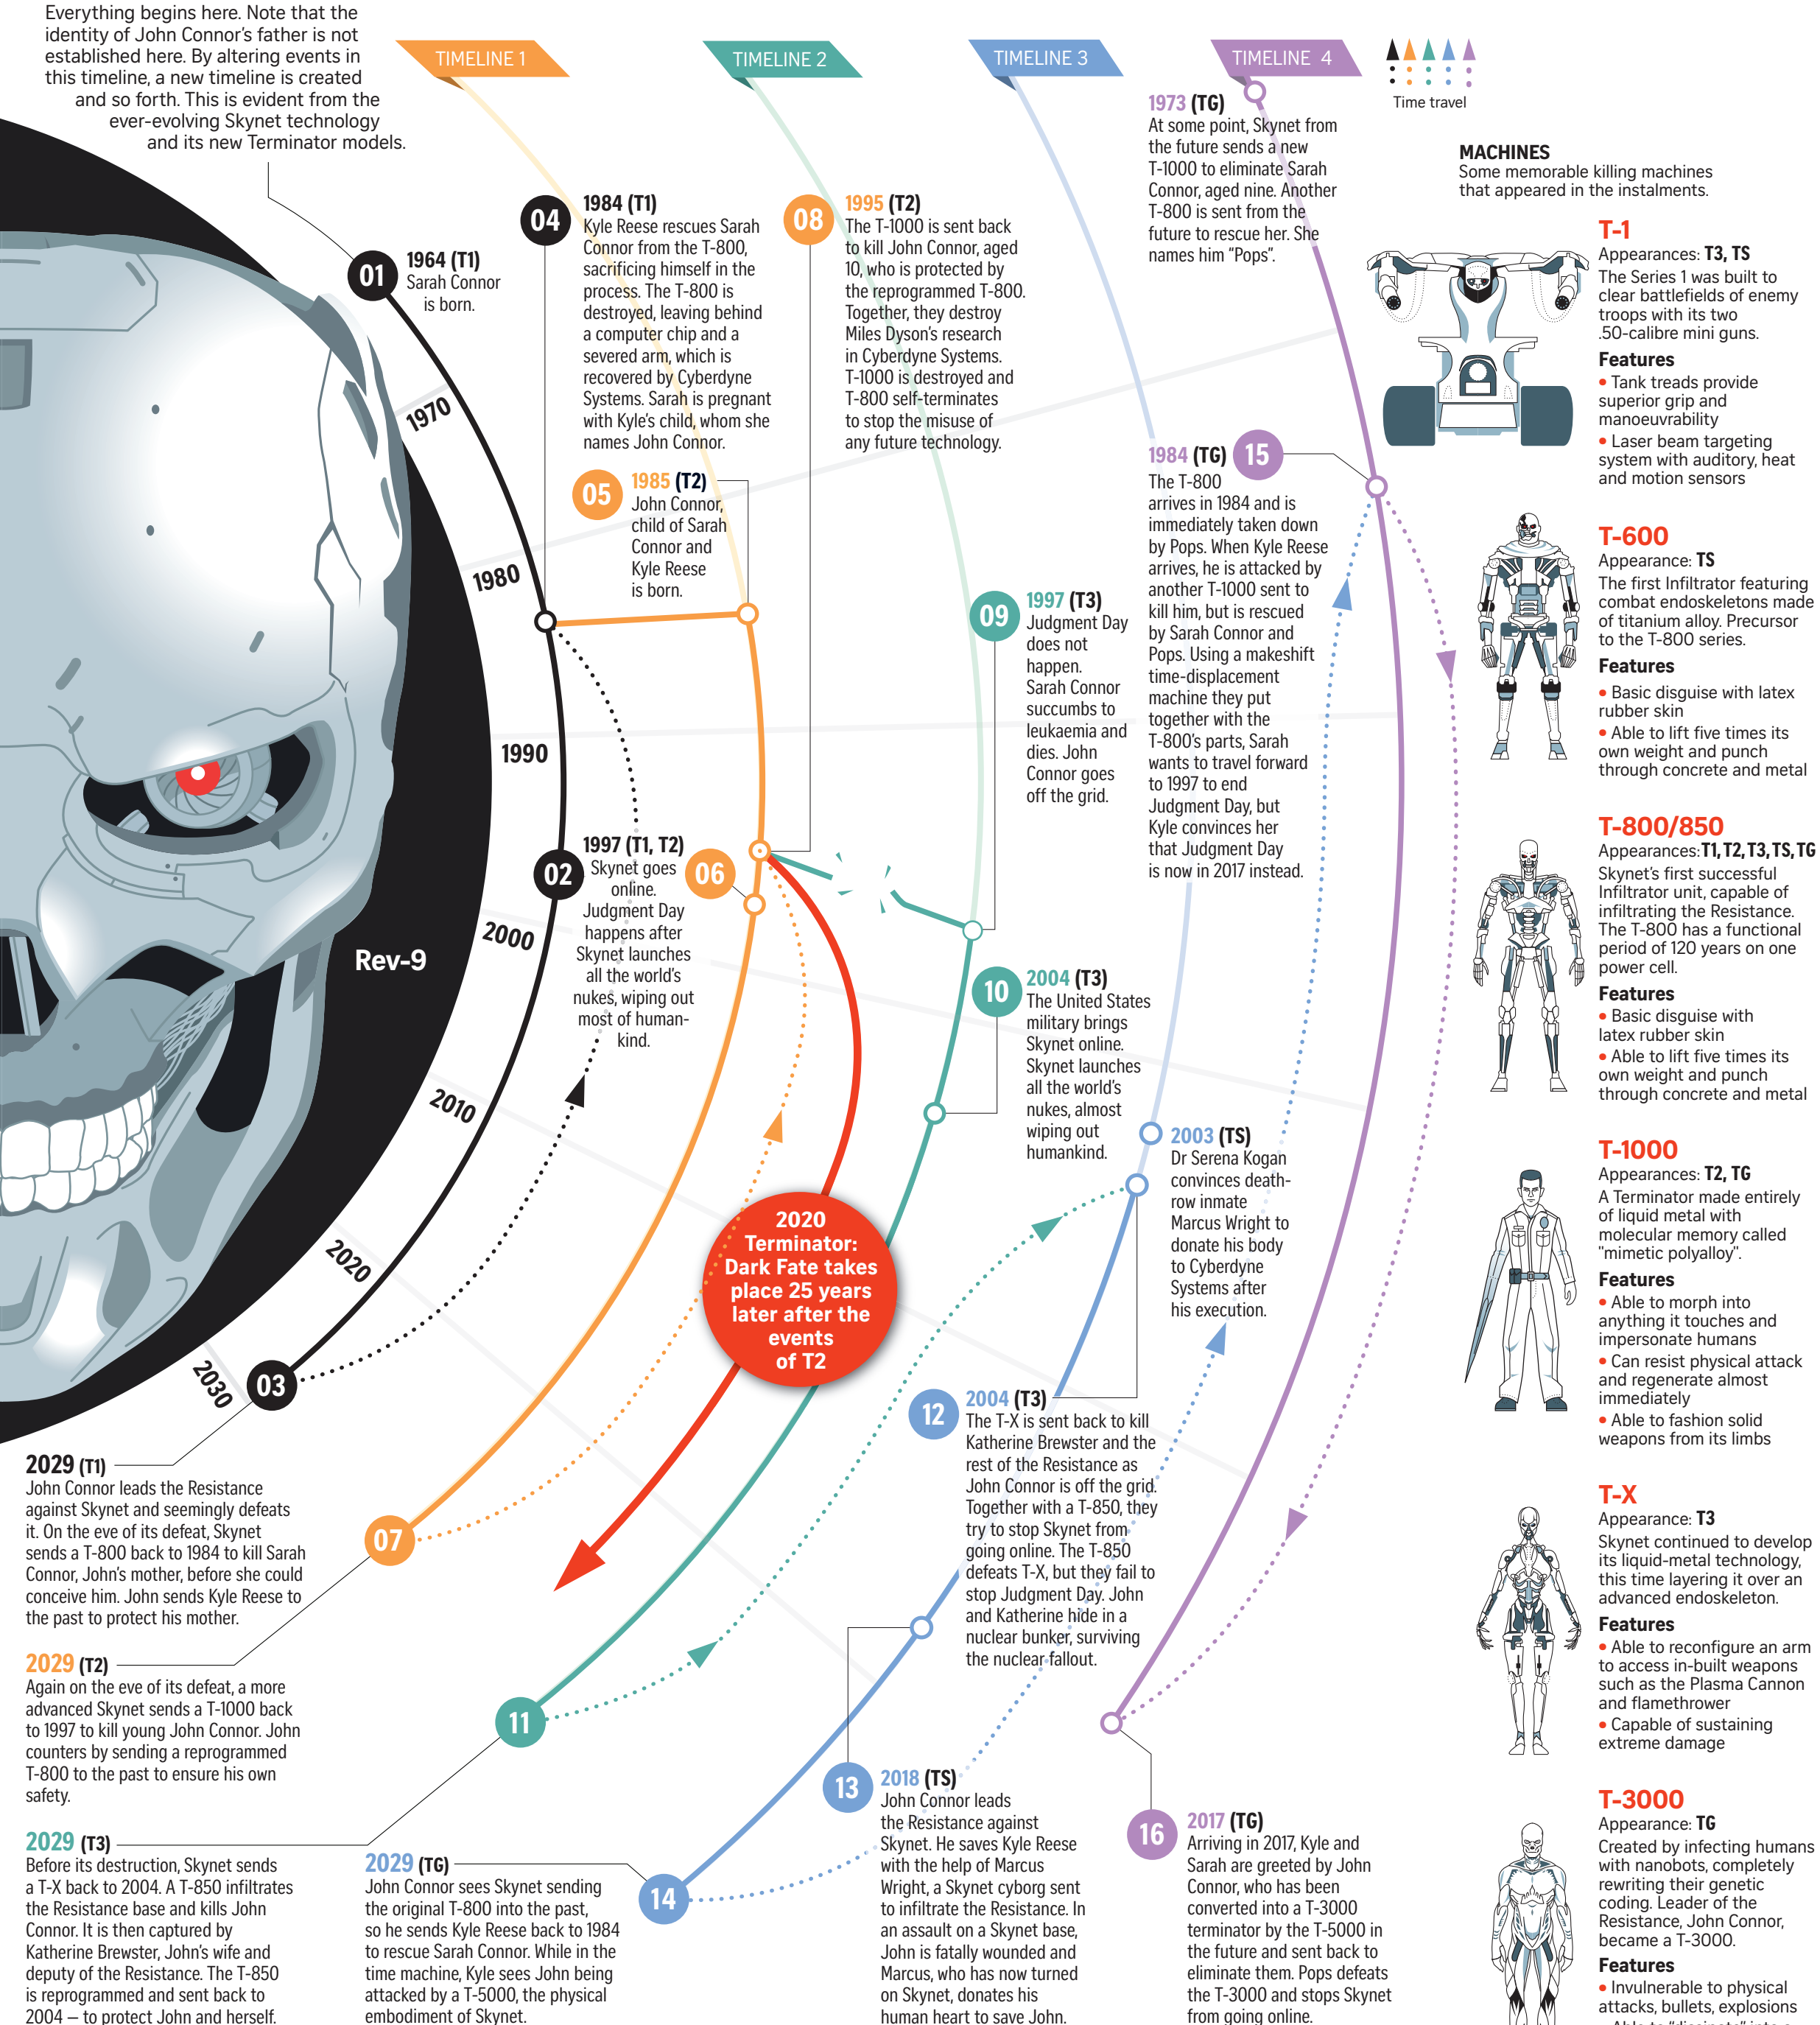 Everything begins here. Note that the
identity of John Connor's father is not
established here. By altering events in
this timeline, a new timeline is created
and so forth. This is evident from the
ever-evolving Skynet technology
and its new Terminator models.
TIMELINE 1
TIMELINE 2
TIMELINE 3
TIMELINE 4
Time travel
01
1964 (T1)
Sarah Connor
is born.
1970
1980
1990
2000
2010
2020
2030
Rev-9
04
1984 (T1)
Kyle Reese rescues Sarah
Connor from the T-800,
sacrificing himself in the
process. The T-800 is
destroyed, leaving behind
a computer chip and a
severed arm, which is
recovered by Cyberdyne
Systems. Sarah is pregnant
with Kyle's child, whom she
names John Connor.
05
1985 (T2)
John Connor,
child of Sarah
Connor and
Kyle Reese
is born.
02
1997 (T1, T2)
Skynet goes
online.
Judgment Day
happens after
Skynet launches
all the world's
nukes, wiping out
most of human-
kind.
06
08
1995 (T2)
The T-1000 is sent back
to kill John Connor, aged
10, who is protected by
the reprogrammed T-800.
Together, they destroy
Miles Dyson's research
in Cyberdyne Systems.
T-1000 is destroyed and
T-800 self-terminates
to stop the misuse of
any future technology.
09
1997 (T3)
Judgment Day
does not
happen.
Sarah Connor
succumbs to
leukaemia and
dies. John
Connor goes
off the grid.
10
2004 (T3)
The United States
military brings
Skynet online.
Skynet launches
all the world's
nukes, almost
wiping out
humankind.
1973 (TG)
At some point, Skynet from
the future sends a new
T-1000 to eliminate Sarah
Connor, aged nine. Another
T-800 is sent from the
future to rescue her. She
names him “Pops”.
1984 (TG)
15
The T-800
arrives in 1984 and is
immediately taken down
by Pops. When Kyle Reese
arrives, he is attacked by
another T-1000 sent to
kill him, but is rescued
by Sarah Connor and
Pops. Using a makeshift
time-displacement
machine they put
together with the
T-800's parts, Sarah
wants to travel forward
to 1997 to end
Judgment Day, but
Kyle convinces her
that Judgment Day
is now in 2017 instead.
2003 (TS)
Dr Serena Kogan
convinces death-
row inmate
Marcus Wright to
donate his body
to Cyberdyne
Systems after
his execution.
2020
Terminator:
Dark Fate takes
place 25 years
later after the
events
of T2
12
2004 (T3)
The T-X is sent back to kill
Katherine Brewster and the
rest of the Resistance as
John Connor is off the grid.
Together with a T-850, they
try to stop Skynet from
going online. The T-850
defeats T-X, but they fail to
stop Judgment Day. John
and Katherine hide in a
nuclear bunker, surviving
the nuclear fallout.
03
2029 (T1)
John Connor leads the Resistance
against Skynet and seemingly defeats
it. On the eve of its defeat, Skynet
sends a T-800 back to 1984 to kill Sarah
Connor, John's mother, before she could
conceive him. John sends Kyle Reese to
the past to protect his mother.
07
2029 (T2)
Again on the eve of its defeat, a more
advanced Skynet sends a T-1000 back
to 1997 to kill young John Connor. John
counters by sending a reprogrammed
T-800 to the past to ensure his own
safety.
11
2029 (T3)
Before its destruction, Skynet sends
a T-X back to 2004. A T-850 infiltrates
the Resistance base and kills John
Connor. It is then captured by
Katherine Brewster, John's wife and
deputy of the Resistance. The T-850
is reprogrammed and sent back to
2004 – to protect John and herself.
14
2029 (TG)
John Connor sees Skynet sending
the original T-800 into the past,
so he sends Kyle Reese back to 1984
to rescue Sarah Connor. While in the
time machine, Kyle sees John being
attacked by a T-5000, the physical
embodiment of Skynet.
13
2018 (TS)
John Connor leads
the Resistance against
Skynet. He saves Kyle Reese
with the help of Marcus
Wright, a Skynet cyborg sent
to infiltrate the Resistance. In
an assault on a Skynet base,
John is fatally wounded and
Marcus, who has now turned
on Skynet, donates his
human heart to save John.
16
2017 (TG)
Arriving in 2017, Kyle and
Sarah are greeted by John
Connor, who has been
converted into a T-3000
terminator by the T-5000 in
the future and sent back to
eliminate them. Pops defeats
the T-3000 and stops Skynet
from going online.
MACHINES
Some memorable killing machines
that appeared in the instalments.
T-1
Appearances: T3, TS
The Series 1 was built to
clear battlefields of enemy
troops with its two
.50-calibre mini guns.
Features
• Tank treads provide
superior grip and
manoeuvrability
• Laser beam targeting
system with auditory, heat
and motion sensors
T-600
Appearance: TS
The first Infiltrator featuring
combat endoskeletons made
of titanium alloy. Precursor
to the T-800 series.
Features
• Basic disguise with latex
rubber skin
• Able to lift five times its
own weight and punch
through concrete and metal
T-800/850
Appearances: T1, T2, T3, TS, TG
Skynet's first successful
Infiltrator unit, capable of
infiltrating the Resistance.
The T-800 has a functional
period of 120 years on one
power cell.
Features
• Basic disguise with
latex rubber skin
• Able to lift five times its
own weight and punch
through concrete and metal
T-1000
Appearances: T2, TG
A Terminator made entirely
of liquid metal with
molecular memory called
"mimetic polyalloy".
Features
• Able to morph into
anything it touches and
impersonate humans
• Can resist physical attack
and regenerate almost
immediately
• Able to fashion solid
weapons from its limbs
T-X
Appearance: T3
Skynet continued to develop
its liquid-metal technology,
this time layering it over an
advanced endoskeleton.
Features
• Able to reconfigure an arm
to access in-built weapons
such as the Plasma Cannon
and flamethrower
• Capable of sustaining
extreme damage
T-3000
Appearance: TG
Created by infecting humans
with nanobots, completely
rewriting their genetic
coding. Leader of the
Resistance, John Connor,
became a T-3000.
Features
• Invulnerable to physical
attacks, bullets, explosions